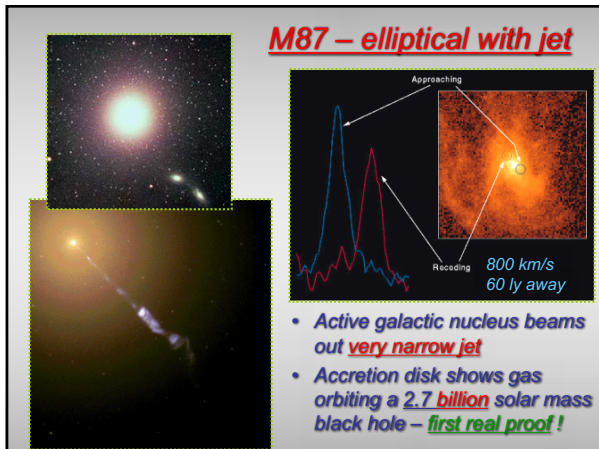 M87 – elliptical with jet
Approaching
Receding
800 km/s
60 ly away
• Active galactic nucleus beams
out very narrow jet
• Accretion disk shows gas
orbiting a 2.7 billion solar mass
black hole – first real proof !